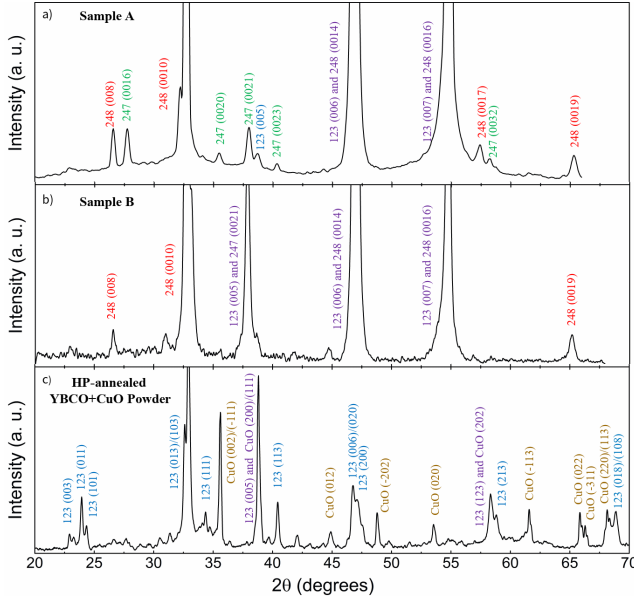 a)
Sample A
Intensity (a. u.)
248 (008)
247 (0016)
248 (0010)
247 (0020)
247 (0021)
123 (005)
247 (0023)
123 (006) and 248 (0014)
123 (007) and 248 (0016)
248 (0017)
247 (0032)
248 (0019)
b)
Sample B
Intensity (a. u.)
248 (008)
248 (0010)
123 (005) and 247 (0021)
123 (006) and 248 (0014)
123 (007) and 248 (0016)
248 (0019)
c)
HP-annealed
YBCO+CuO Powder
Intensity (a. u.)
123 (003)
123 (011)
123 (101)
123 (013)/(103)
123 (111)
CuO (002)/(-111)
123 (005) and CuO (200)/(111)
123 (113)
CuO (012)
123 (006)/(020)
123 (200)
CuO (-202)
CuO (020)
123 (123) and CuO (202)
123 (213)
CuO (-113)
CuO (022)
CuO (-311)
CuO (220)/(113)
123 (018)/(108)
20 25 30 35 40 45 50 55 60 65 70
2θ (degrees)